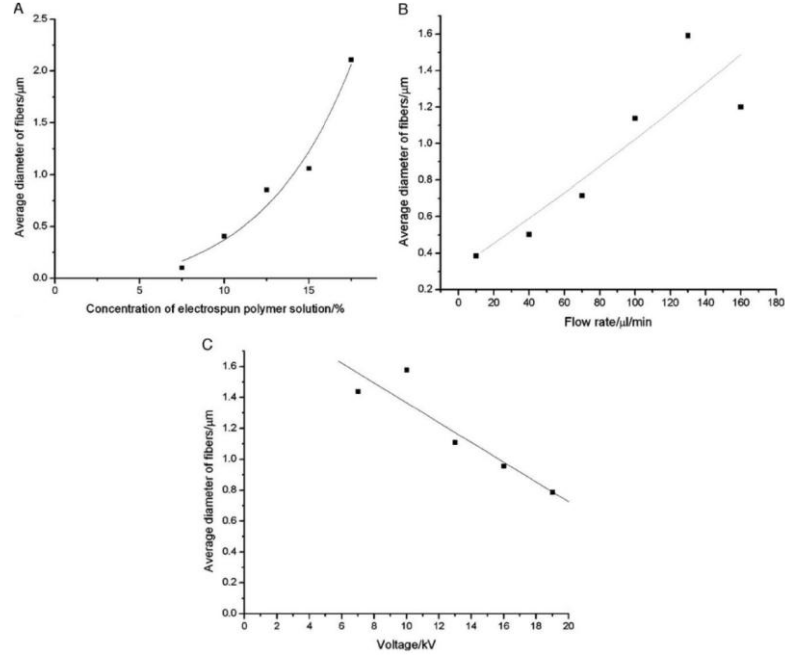 A
2.5
2.0
1.5
1.0
0.5
0.0
0 5 10 15
Average diameter of fibers/μm
Concentration of electrospun polymer solution/%
B
1.6
1.4
1.2
1.0
0.8
0.6
0.4
0.2
0 20 40 60 80 100 120 140 160 180
Average diameter of fibers/μm
Flow rate/μl/min
C
1.6
1.4
1.2
1.0
0.8
0.6
0.4
0.2
0.0
0 2 4 6 8 10 12 14 16 18 20
Average diameter of fibers/μm
Voltage/kV